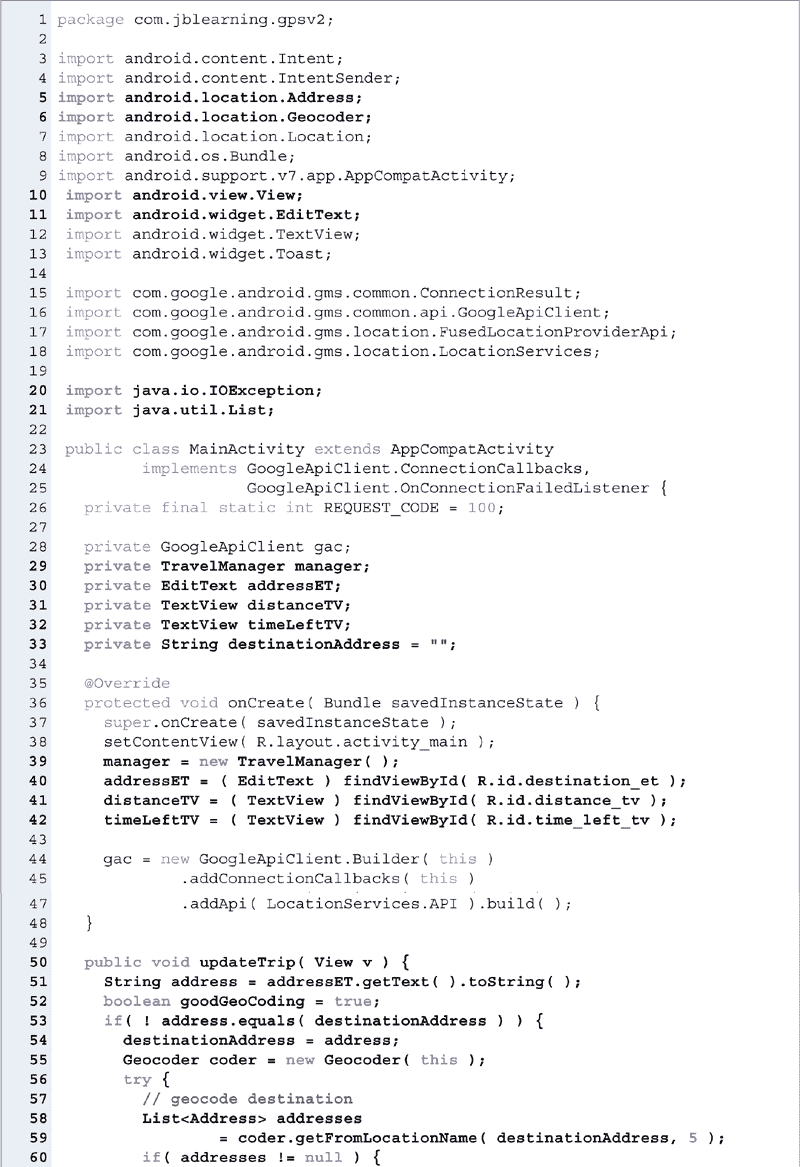 1 package com.jblearning.gpsv2;
2
3 import android.content.Intent;
4 import android.content.IntentSender;
5 import android.location.Address;
6 import android.location.Geocoder;
7 import android.location.Location;
8 import android.os.Bundle;
9 import android.support.v7.app.AppCompatActivity;
10 import android.view.View;
11 import android.widget.EditText;
12 import android.widget.TextView;
13 import android.widget.Toast;
14
15 import com.google.android.gms.common.ConnectionResult;
16 import com.google.android.gms.common.api.GoogleApiClient;
17 import com.google.android.gms.location.FusedLocationProviderApi;
18 import com.google.android.gms.location.LocationServices;
19
20 import java.io.IOException;
21 import java.util.List;
22
23 public class MainActivity extends AppCompatActivity
24         implements GoogleApiClient.ConnectionCallbacks,
25                    GoogleApiClient.OnConnectionFailedListener {
26   private final static int REQUEST_CODE = 100;
27
28   private GoogleApiClient gac;
29   private TravelManager manager;
30   private EditText addressET;
31   private TextView distanceTV;
32   private TextView timeLeftTV;
33   private String destinationAddress = "";
34
35   @Override
36   protected void onCreate( Bundle savedInstanceState ) {
37     super.onCreate( savedInstanceState );
38     setContentView( R.layout.activity_main );
39     manager = new TravelManager( );
40     addressET = ( EditText ) findViewById( R.id.destination_et );
41     distanceTV = ( TextView ) findViewById( R.id.distance_tv );
42     timeLeftTV = ( TextView ) findViewById( R.id.time_left_tv );
43
44     gac = new GoogleApiClient.Builder( this )
45             .addConnectionCallbacks( this )
47             .addApi( LocationServices.API ).build( );
48   }
49
50   public void updateTrip( View v ) {
51     String address = addressET.getText( ).toString( );
52     boolean goodGeoCoding = true;
53     if( ! address.equals( destinationAddress ) ) {
54       destinationAddress = address;
55       Geocoder coder = new Geocoder( this );
56       try {
57         // geocode destination
58         List<Address> addresses
59                 = coder.getFromLocationName( destinationAddress, 5 );
60         if( addresses != null ) {